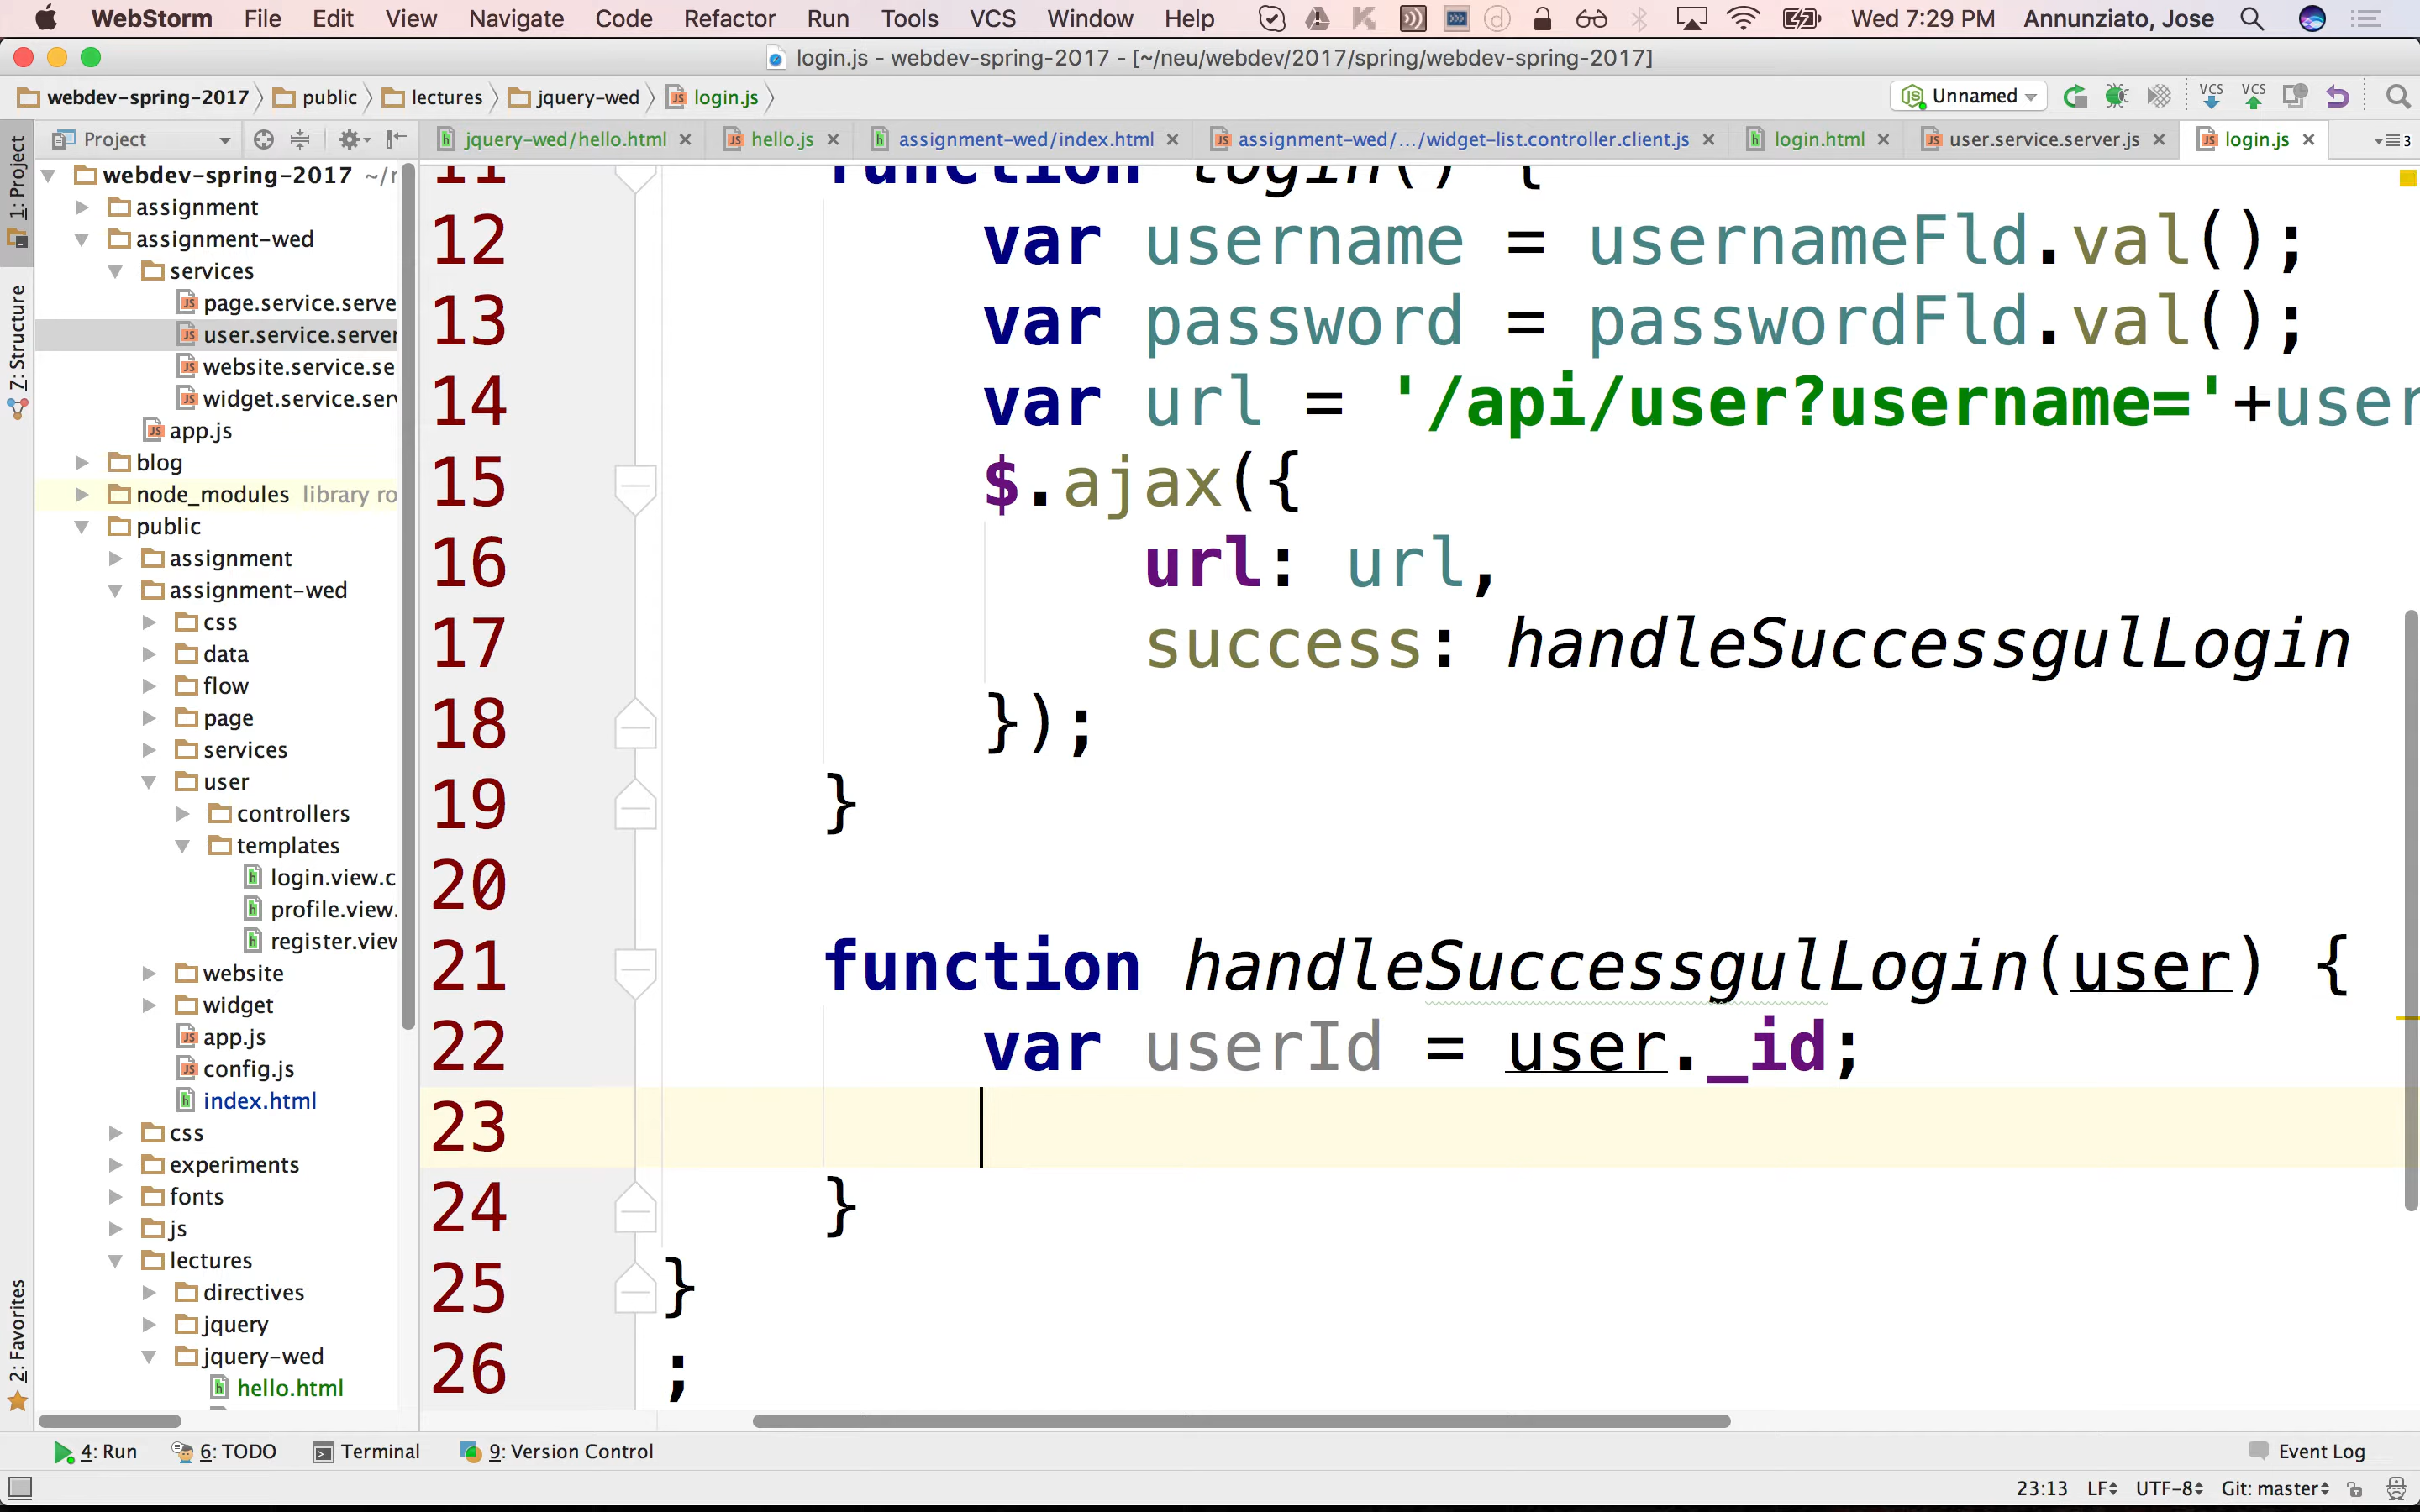 WebStorm File Edit View Navigate Code Refactor Run Tools VCS Window Help Wed 7:29 PM Annunziato, Jose
login.js - webdev-spring-2017 - [~/neu/webdev/2017/spring/webdev-spring-2017]
webdev-spring-2017 public lectures jquery-wed login.js Unnamed VCS VCS
Project jquery-wed/hello.html hello.js assignment-wed/index.html assignment-wed/.../widget-list.controller.client.js login.html user.service.server.js login.js 3
1: Project
7: Structure
2: Favorites
webdev-spring-2017 ~/r
assignment
assignment-wed
services
page.service.serve
user.service.server
website.service.se
widget.service.serv
app.js
blog
node_modules library ro
public
assignment
assignment-wed
css
data
flow
page
services
user
controllers
templates
login.view.c
profile.view.
register.view
website
widget
app.js
config.js
index.html
css
experiments
fonts
js
lectures
directives
jquery
jquery-wed
hello.html
11 function login() {
12 var username = usernameFld.val();
13 var password = passwordFld.val();
14 var url = '/api/user?username='+user
15 $.ajax({
16 url: url,
17 success: handleSuccessgulLogin
18 });
19 }
20
21 function handleSuccessgulLogin(user) {
22 var userId = user._id;
23
24 }
25 }
26 ;
4: Run 6: TODO Terminal 9: Version Control Event Log
23:13 LF UTF-8 Git: master